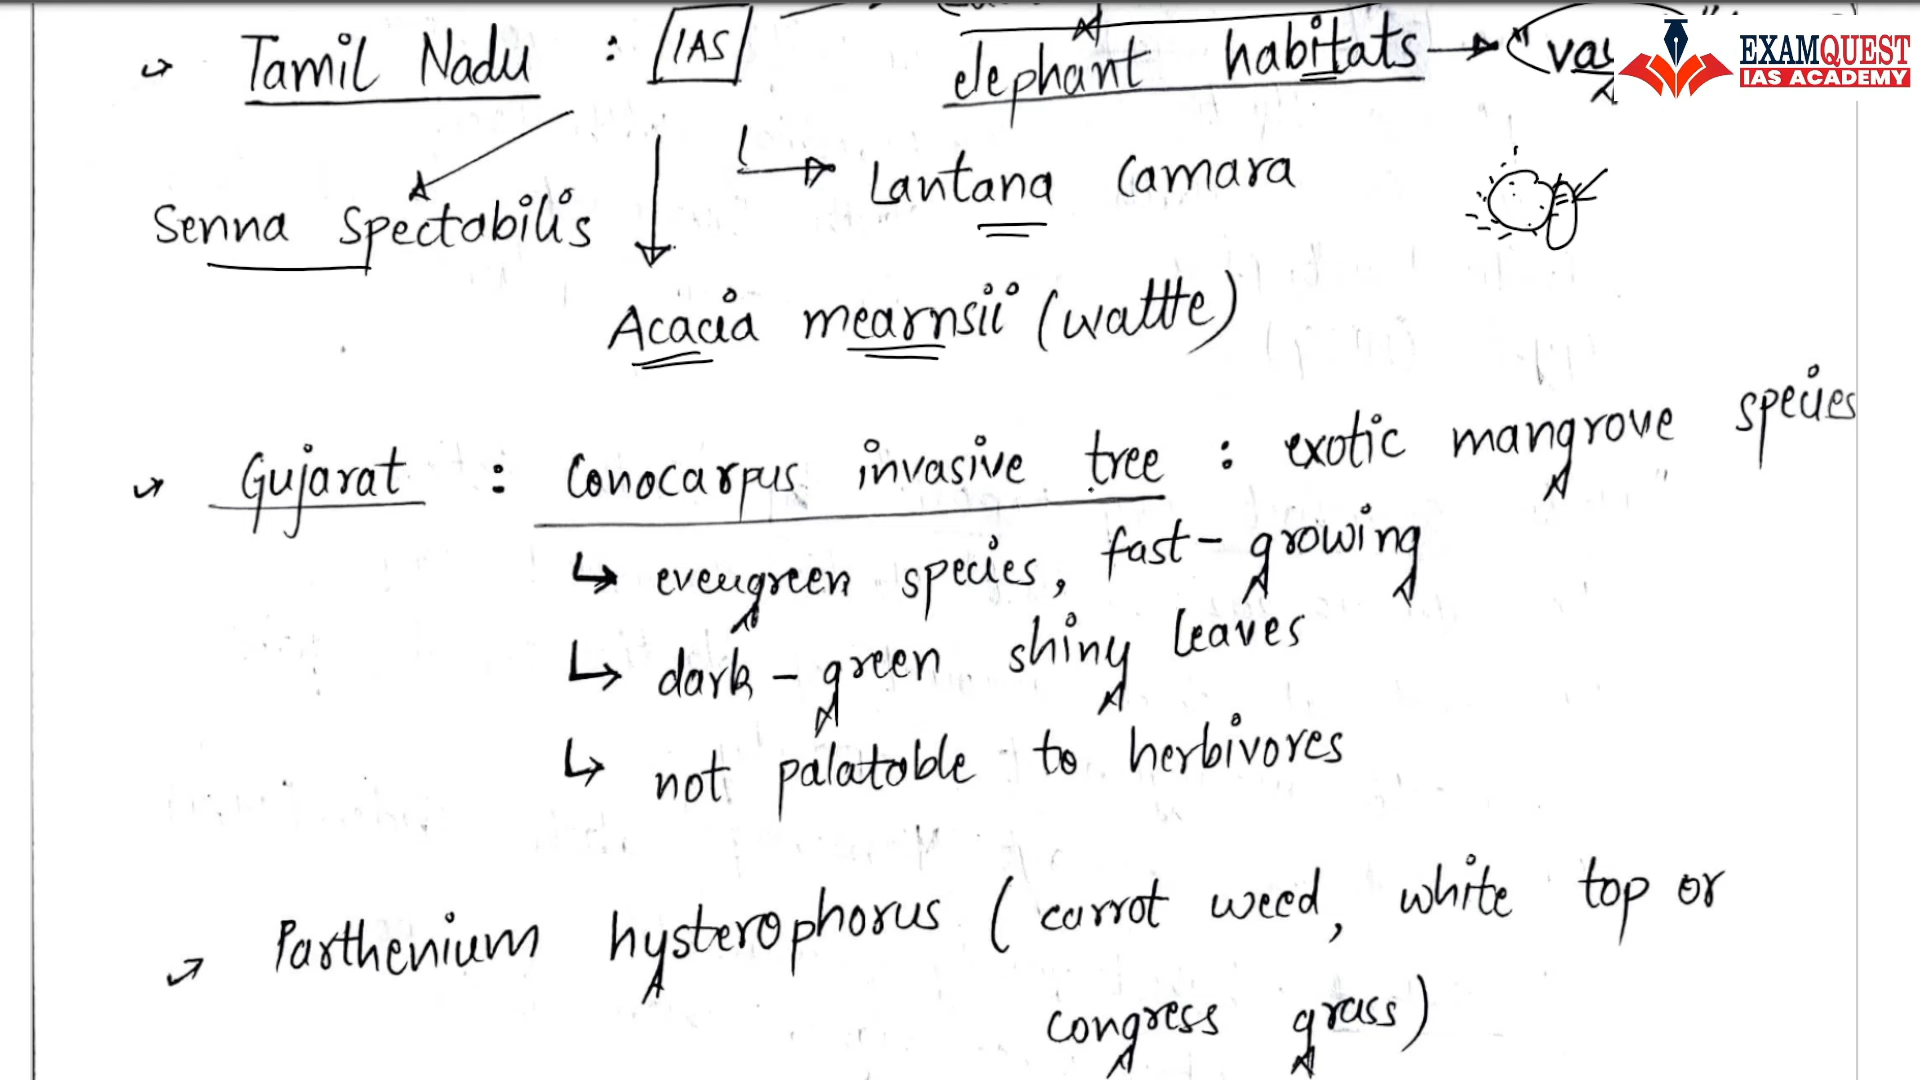 Tamil Nadu : IAS
elephant habitats → 
EXAMQUEST
IAS ACADEMY
Senna Spectabilis
Lantana Camara
Acacia mearnsii (wattle)
Gujarat : Conocarpus invasive tree : exotic mangrove species
evergreen species, fast-growing
dark-green shiny leaves
not palatable to herbivores
Parthenium hysterophorus (carrot weed, white top or
congress grass)